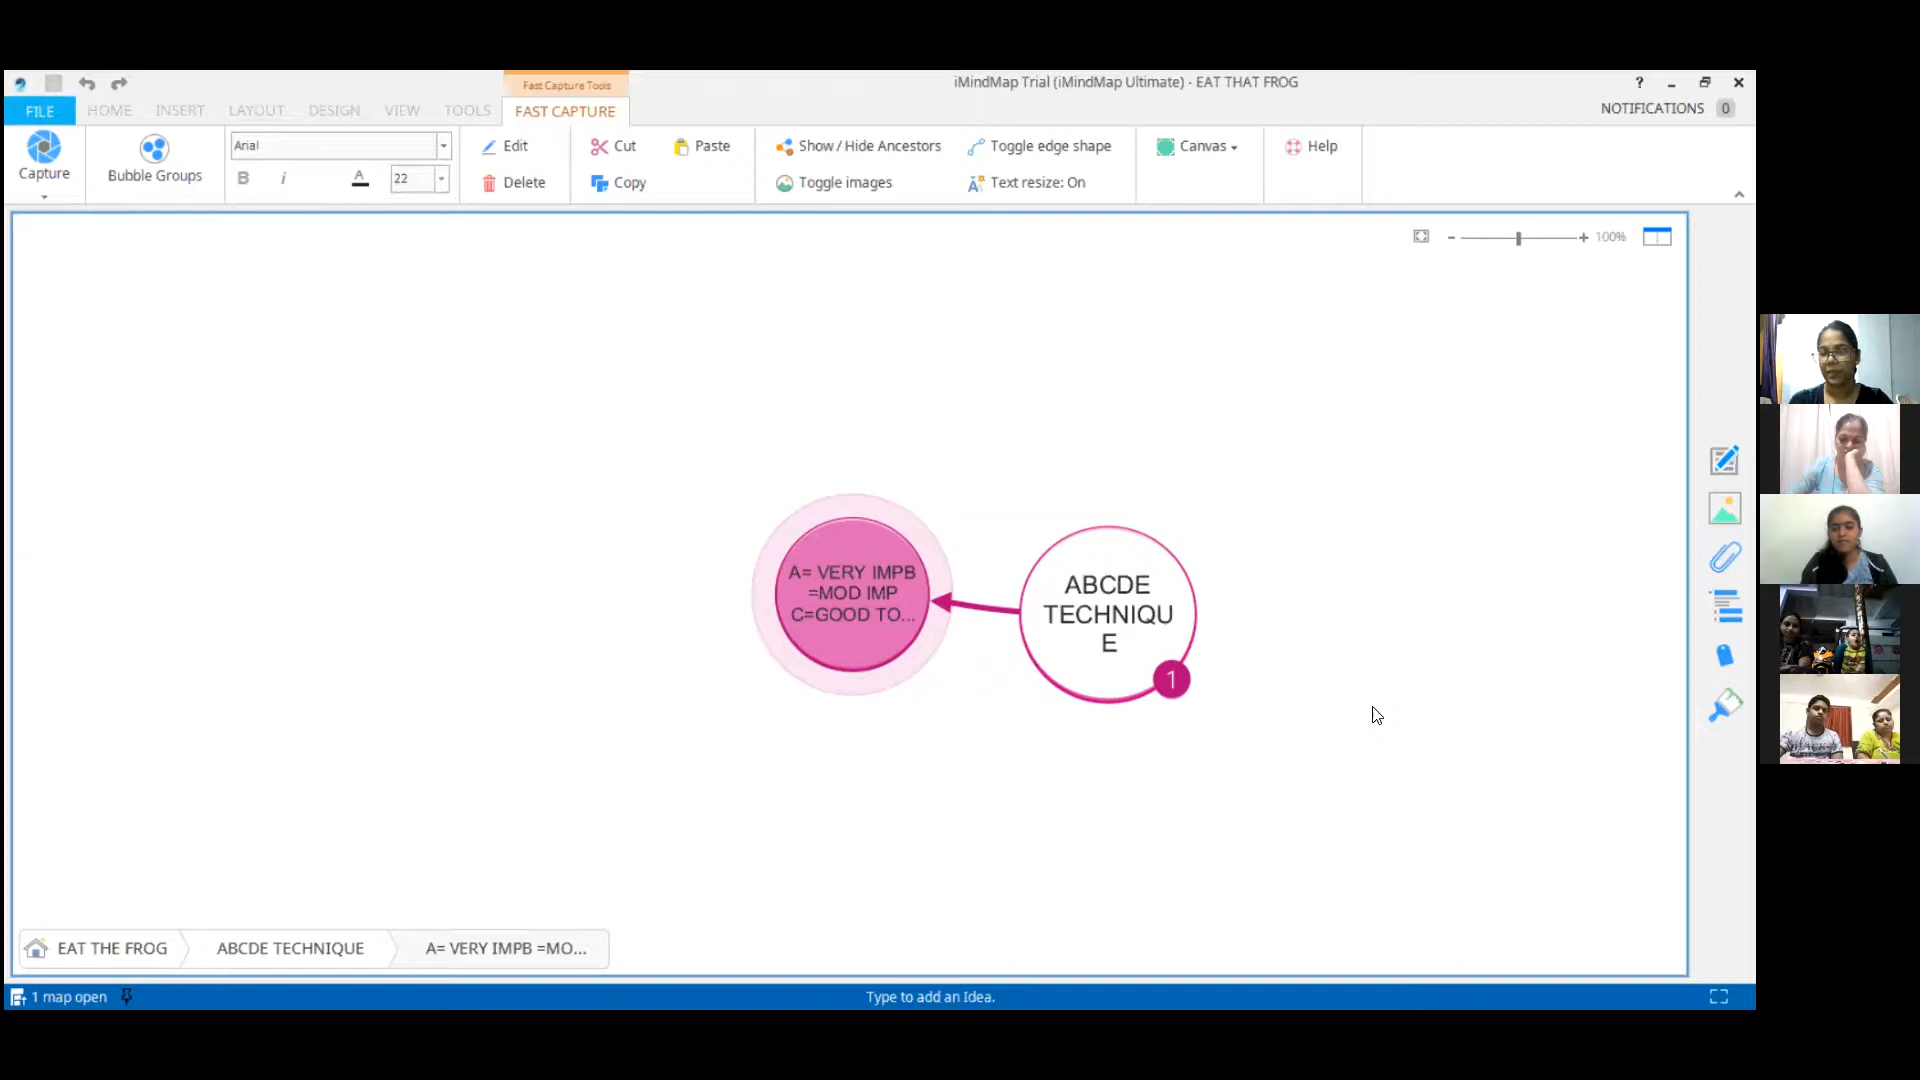 Fast Capture Tools
iMindMap Trial (iMindMap Ultimate) - EAT THAT FROG
?
FILE HOME INSERT LAYOUT DESIGN VIEW TOOLS FAST CAPTURE
NOTIFICATIONS 0
Capture
Bubble Groups
Arial
B i A 22
Edit
Delete
Cut
Copy
Paste
Show / Hide Ancestors
Toggle images
Toggle edge shape
Text resize: On
Canvas
Help
- + 100%
A= VERY IMPB
=MOD IMP
C=GOOD TO...
ABCDE
TECHNIQU
E
1
EAT THE FROG ABCDE TECHNIQUE A= VERY IMPB =MO...
1 map open
Type to add an Idea.